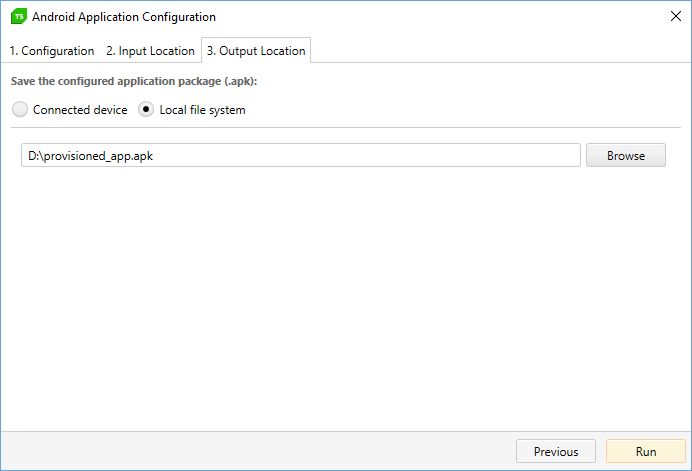 TS Android Application Configuration
1. Configuration 2. Input Location 3. Output Location
Save the configured application package (.apk):
Connected device Local file system
D:\provisioned_app.apk Browse
Previous Run